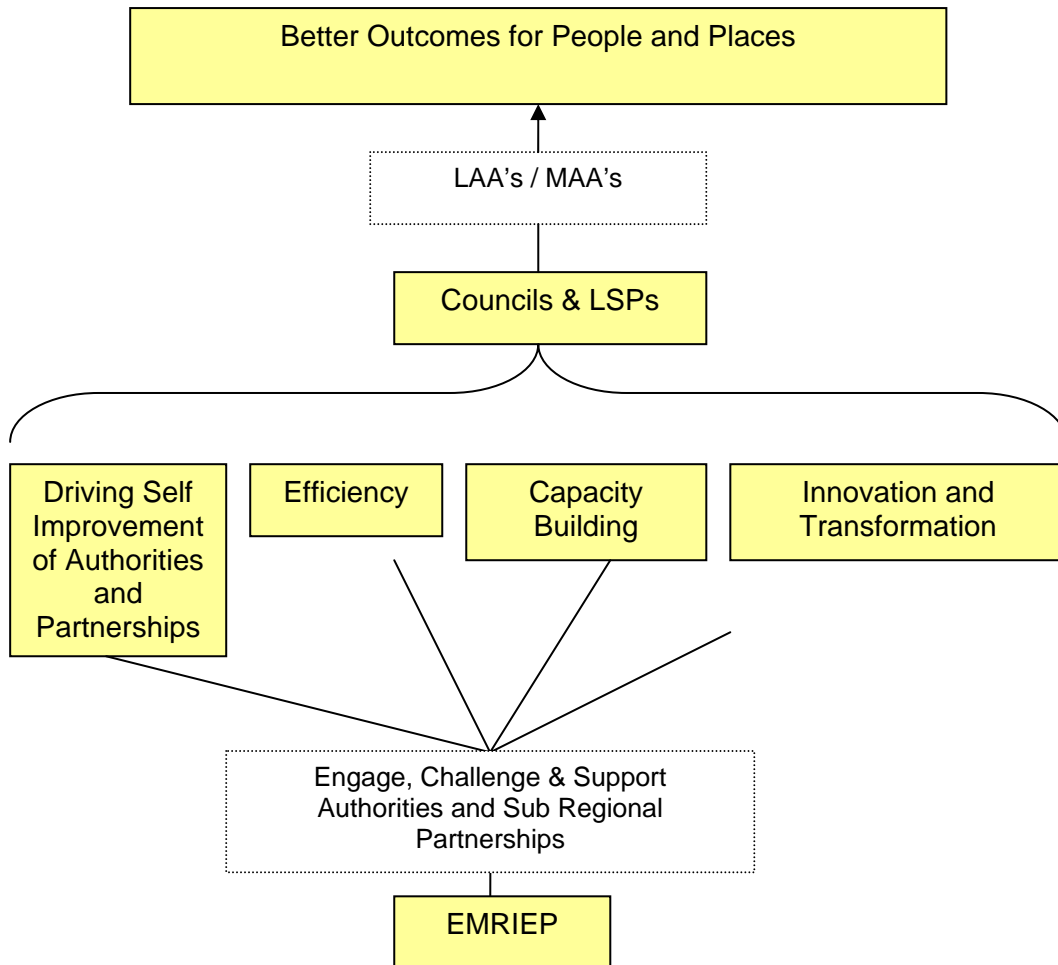 Better Outcomes for People and Places
LAA’s / MAA’s
Councils & LSPs
Driving Self
Improvement
of Authorities
and
Partnerships
Efficiency
Capacity
Building
Innovation and
Transformation
Engage, Challenge & Support
Authorities and Sub Regional
Partnerships
EMRIEP